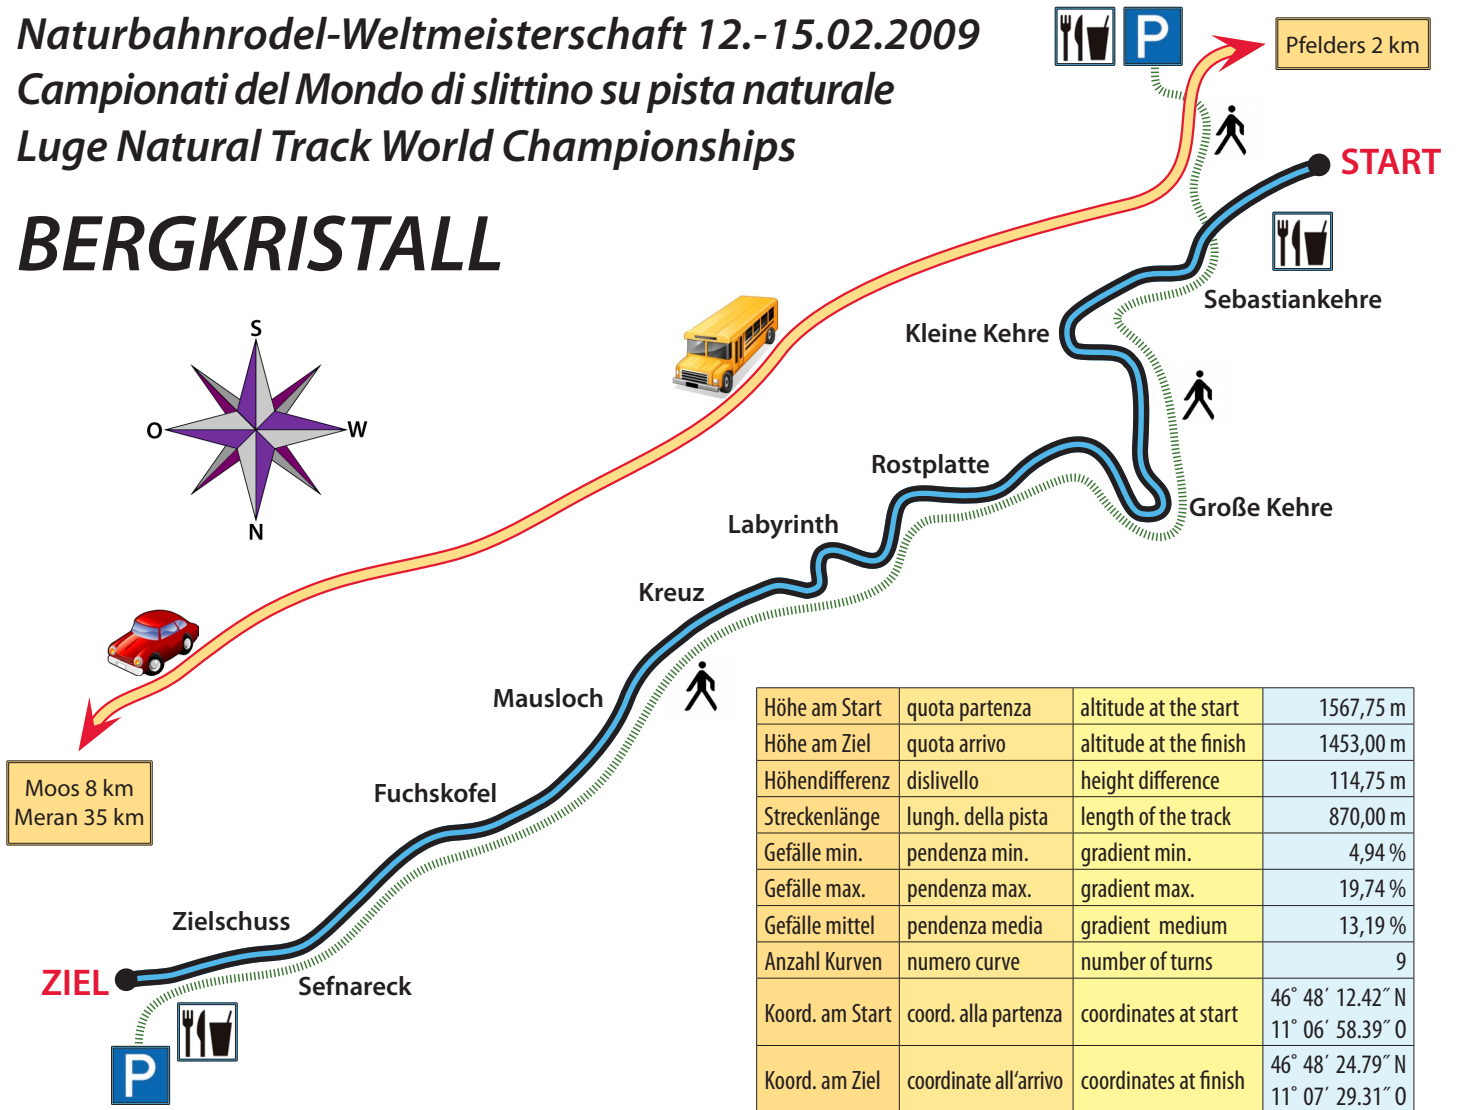 Naturbahnrodel-Weltmeisterschaft 12.-15.02.2009
Campionati del Mondo di slittino su pista naturale
Luge Natural Track World Championships
BERGKRISTALL
P
Pfelders 2 km
START
Sebastiankehre
Kleine Kehre
S
O
W
N
Rostplatte
Große Kehre
Labyrinth
Kreuz
Mausloch
Moos 8 km
Meran 35 km
Fuchskofel
Zielschuss
ZIEL
Sefnareck
P
Höhe am Start quota partenza altitude at the start 1567,75 m
Höhe am Ziel quota arrivo altitude at the finish 1453,00 m
Höhendifferenz dislivello height difference 114,75 m
Streckenlänge lungh. della pista length of the track 870,00 m
Gefälle min. pendenza min. gradient min. 4,94 %
Gefälle max. pendenza max. gradient max. 19,74 %
Gefälle mittel pendenza media gradient medium 13,19 %
Anzahl Kurven numero curve number of turns 9
Koord. am Start coord. alla partenza coordinates at start 46° 48′ 12.42″ N
11° 06′ 58.39″ O
Koord. am Ziel coordinate all‘arrivo coordinates at finish 46° 48′ 24.79″ N
11° 07′ 29.31″ O